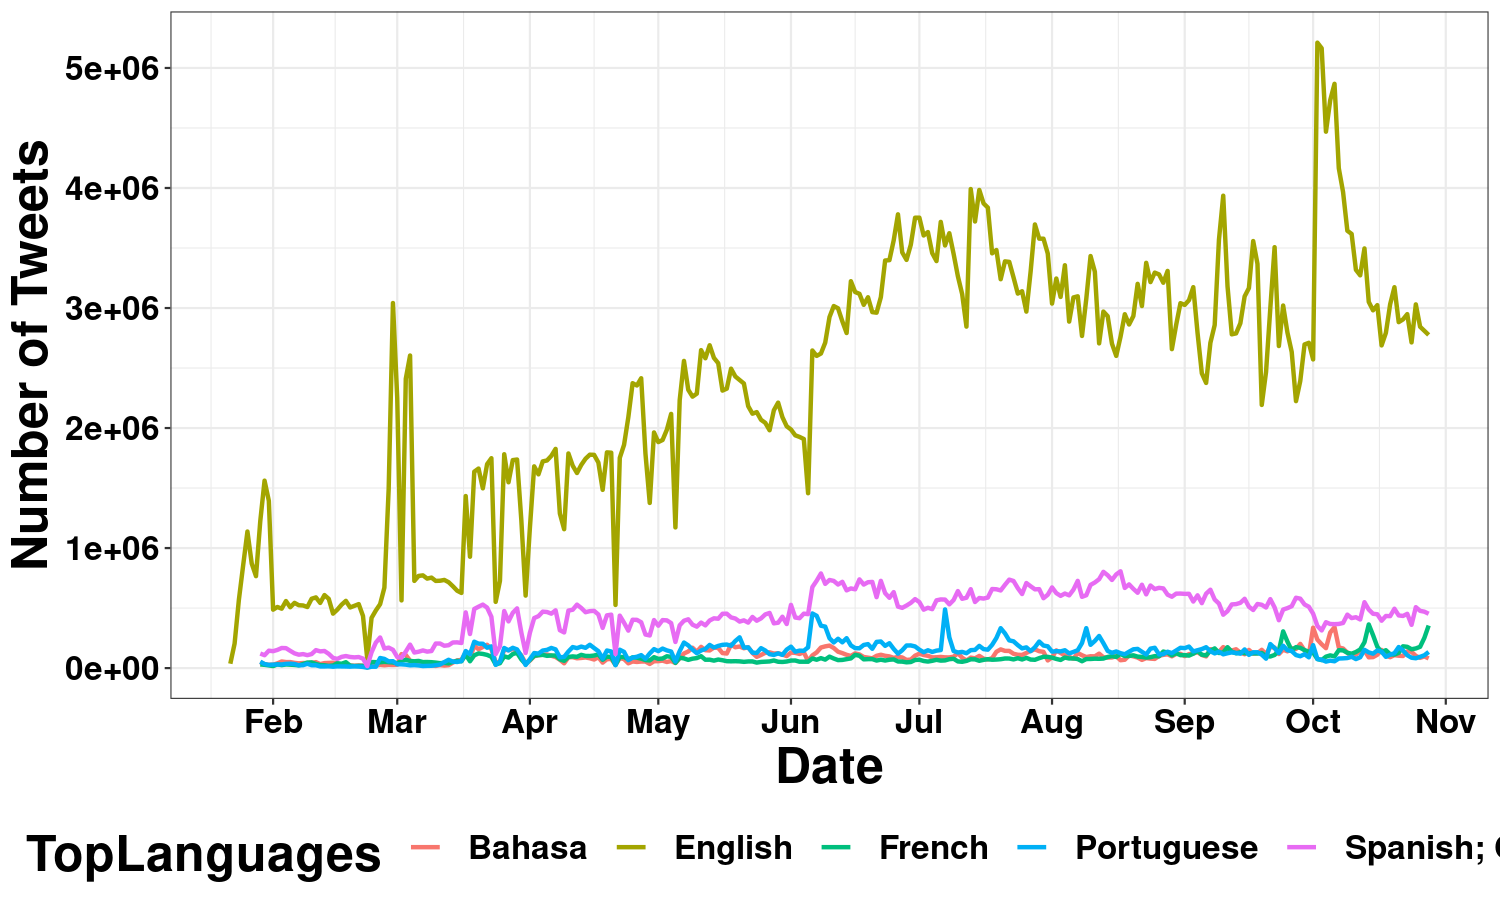 Number of Tweets
5e+06
4e+06
3e+06
2e+06
1e+06
0e+00
Feb Mar Apr May Jun Jul Aug Sep Oct Nov
Date
TopLanguages Bahasa English French Portuguese Spanish;